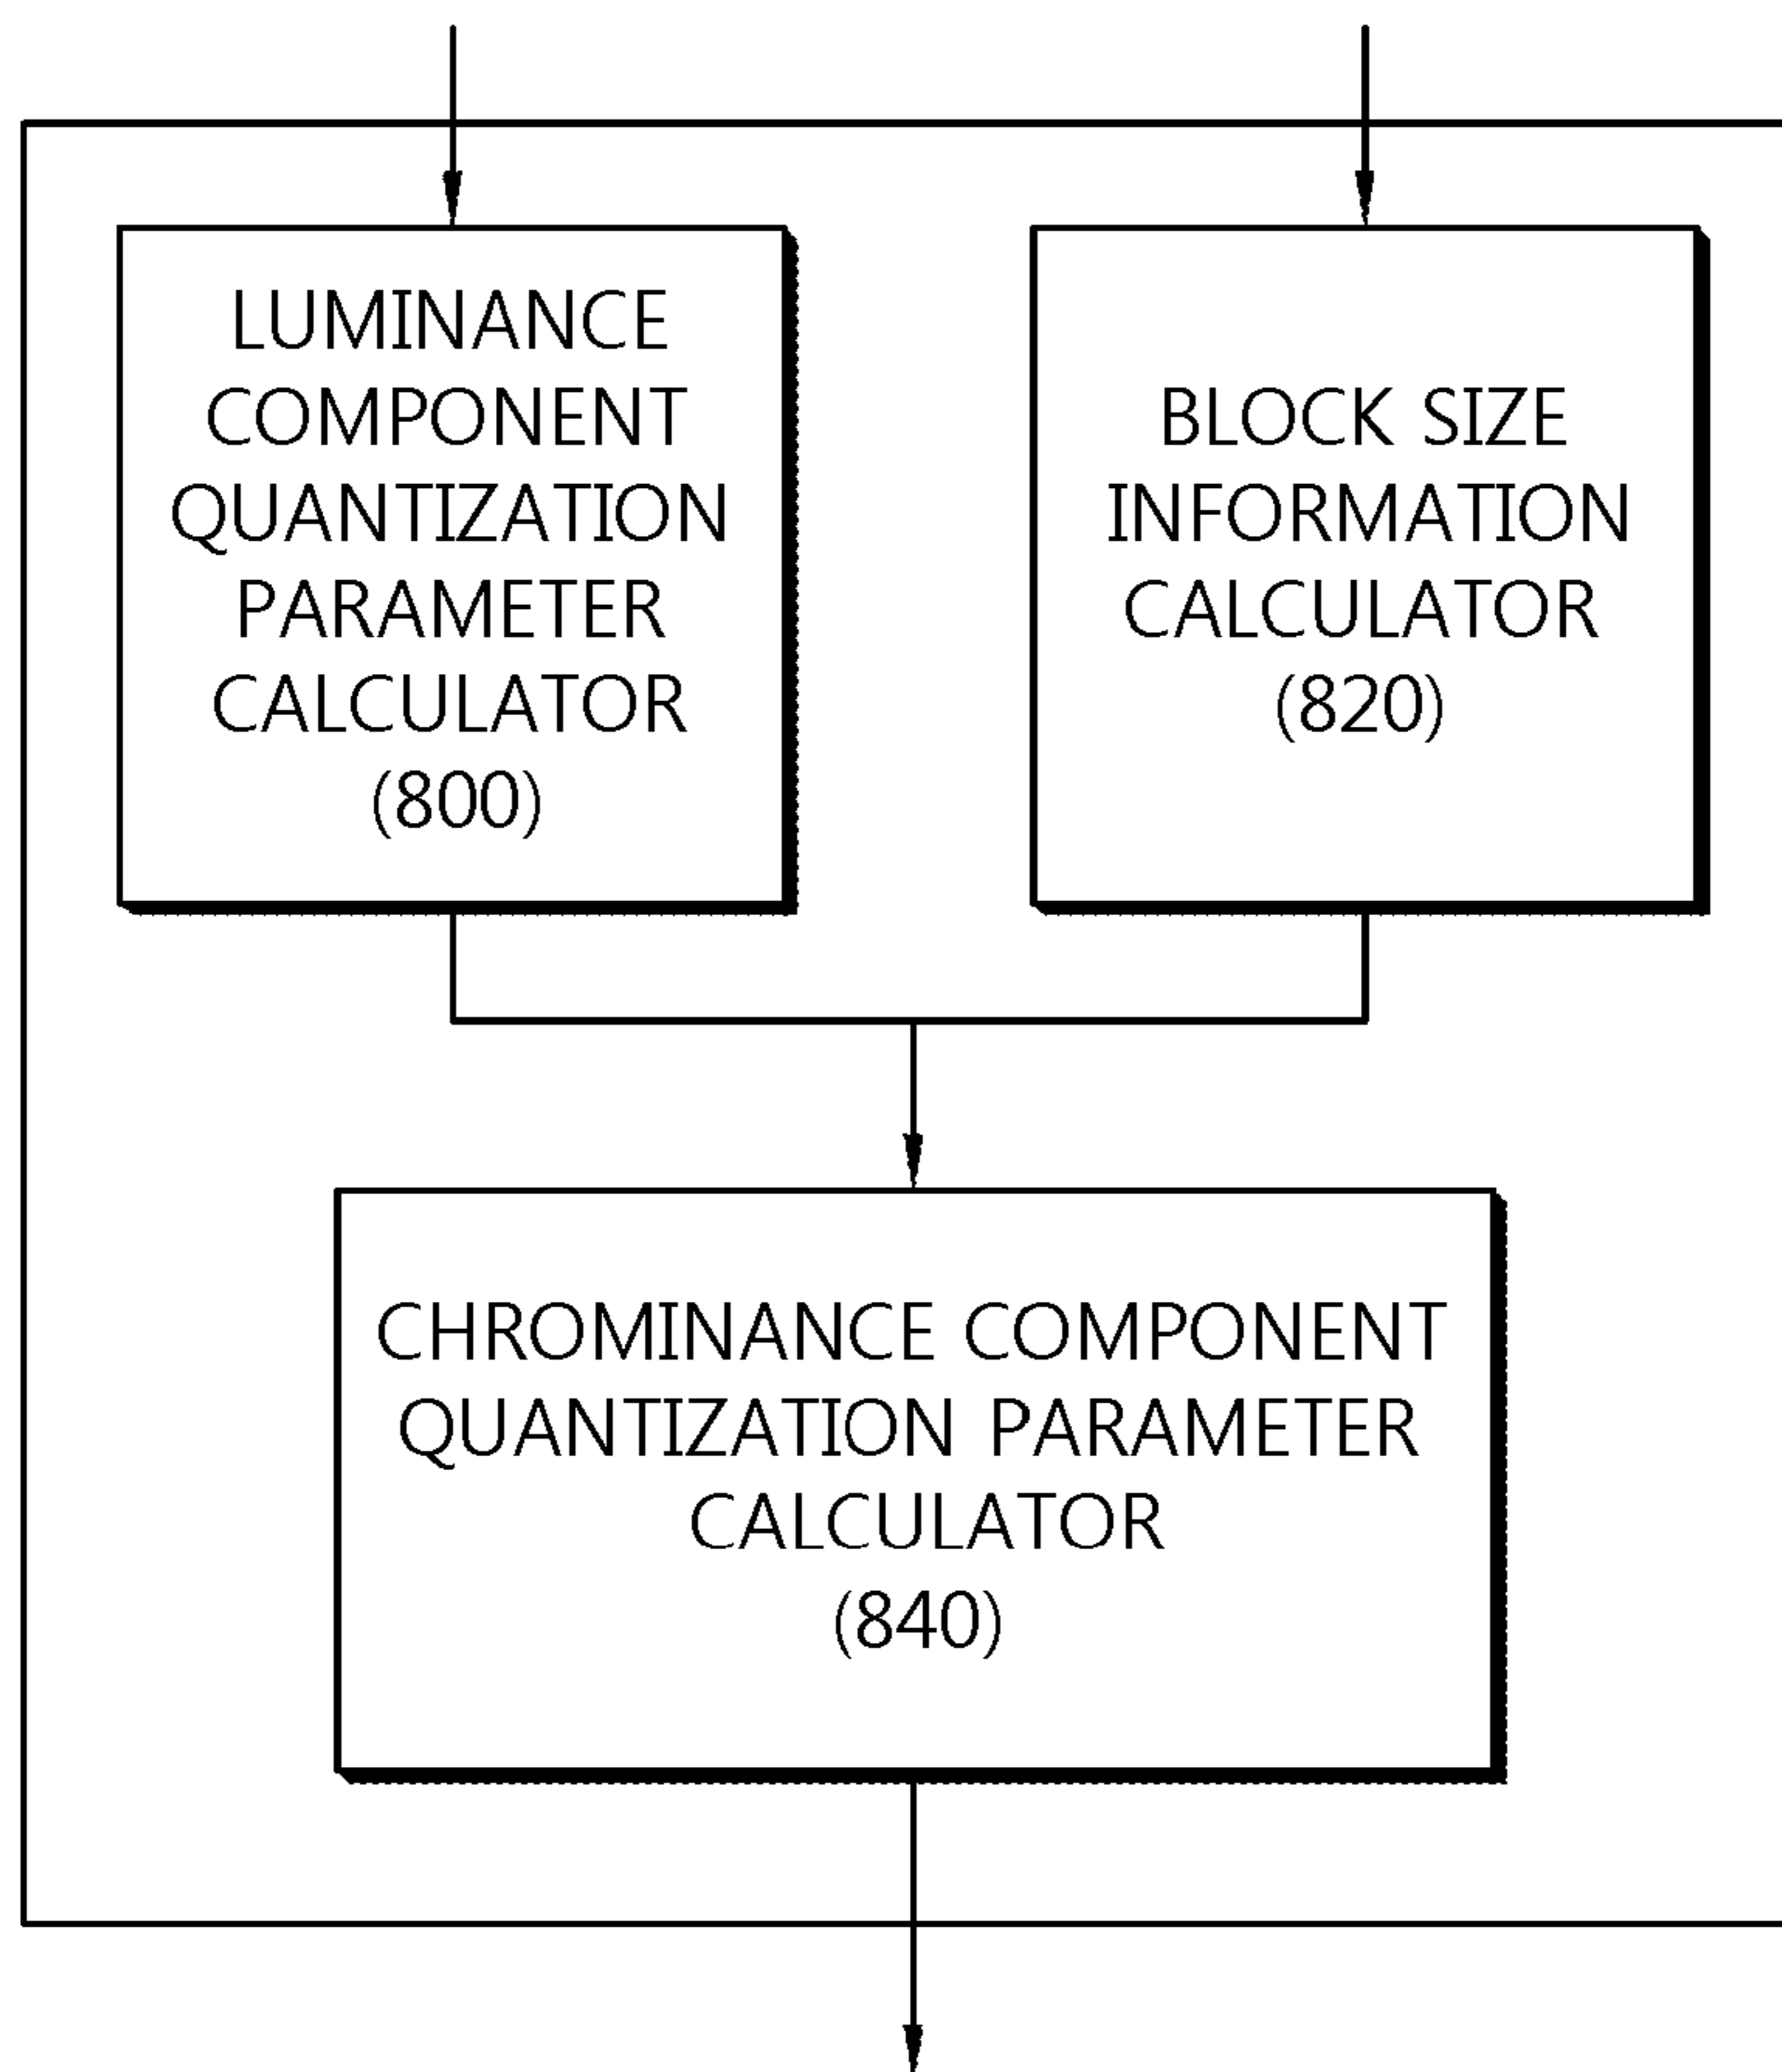 LUMINANCE
COMPONENT
QUANTIZATION
PARAMETER
CALCULATOR
(800)
BLOCK SIZE
INFORMATION
CALCULATOR
(820)
CHROMINANCE COMPONENT
QUANTIZATION PARAMETER
CALCULATOR
(840)